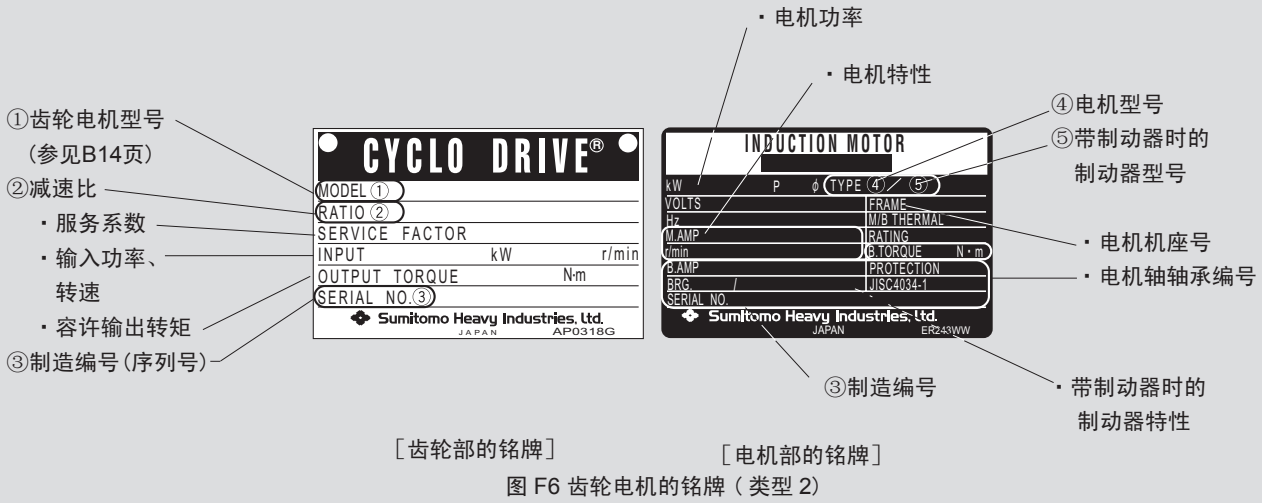 ・电机功率
・电机特性
①齿轮电机型号
(参见B14页)
②减速比
・服务系数
・输入功率、
转速
・容许输出转矩
③制造编号(序列号)
CYCLO DRIVE®
MODEL ①
RATIO ②
SERVICE FACTOR
INPUT kW r/min
OUTPUT TORQUE N·m
SERIAL NO.③
Sumitomo Heavy Industries, Ltd.
JAPAN AP0318G
INDUCTION MOTOR
kW P ϕ TYPE ④ / ⑤
VOLTS FRAME
Hz M/B THERMAL
M.AMP RATING
r/min B.TORQUE N・m
B.AMP PROTECTION
BRG. / JISC4034-1
SERIAL NO.
Sumitomo Heavy Industries, Ltd.
JAPAN ER243WW
④电机型号
⑤带制动器时的
制动器型号
・电机机座号
・电机轴轴承编号
③制造编号
・带制动器时的
制动器特性
[齿轮部的铭牌] [电机部的铭牌]
图 F6 齿轮电机的铭牌 ( 类型 2)